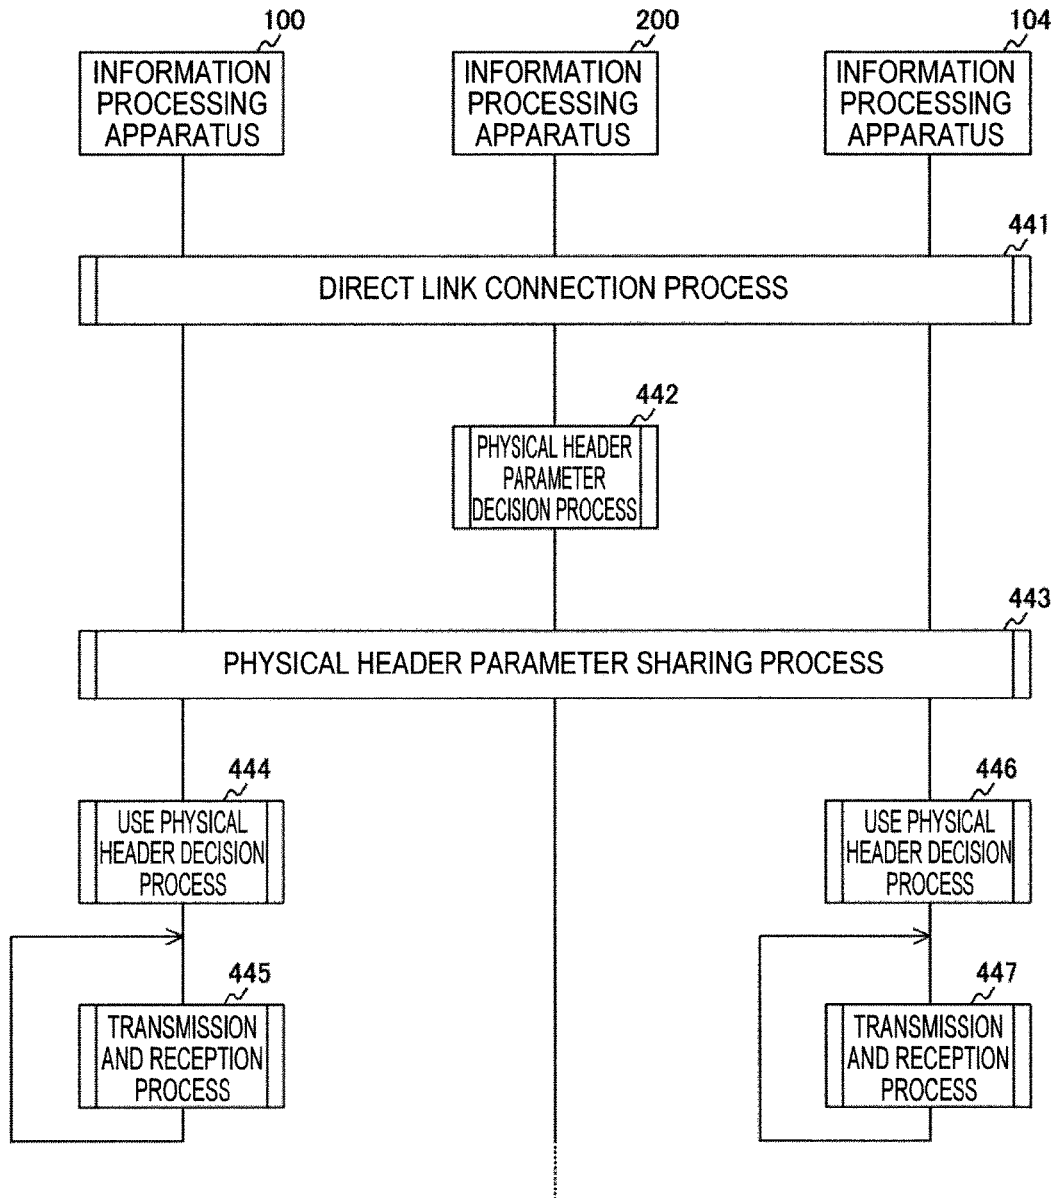 100
200
104
INFORMATION
PROCESSING
APPARATUS
INFORMATION
PROCESSING
APPARATUS
INFORMATION
PROCESSING
APPARATUS
441
DIRECT LINK CONNECTION PROCESS
442
PHYSICAL HEADER
PARAMETER
DECISION PROCESS
443
PHYSICAL HEADER PARAMETER SHARING PROCESS
444
USE PHYSICAL
HEADER DECISION
PROCESS
446
USE PHYSICAL
HEADER DECISION
PROCESS
445
TRANSMISSION
AND RECEPTION
PROCESS
447
TRANSMISSION
AND RECEPTION
PROCESS